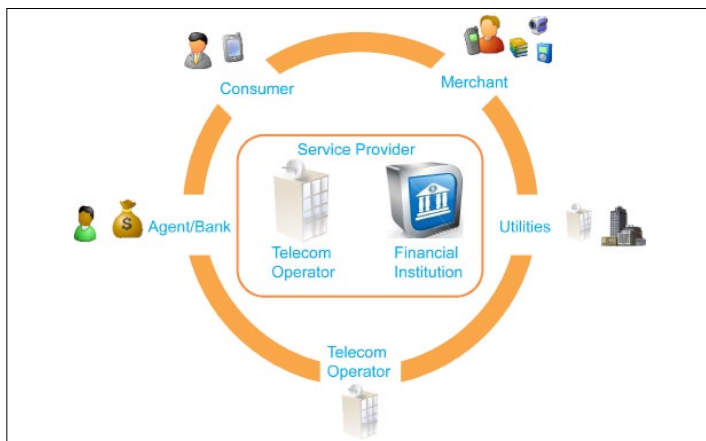 Consumer
Merchant
Service Provider
Agent/Bank
Telecom
Operator
Financial
Institution
Utilities
Telecom
Operator
$